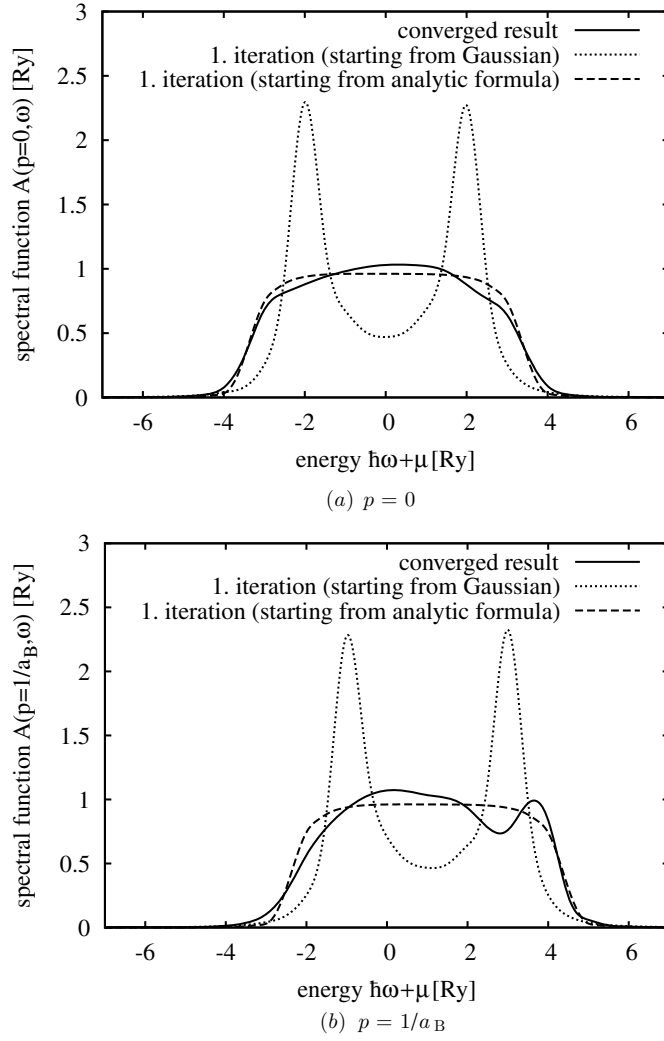 3
2.5
2
1.5
1
0.5
0
-6
-4
-2
0
2
4
6
spectral function A(p=0,ω) [Ry]
energy ħω+μ[Ry]
converged result
1. iteration (starting from Gaussian)
1. iteration (starting from analytic formula)
(a) p = 0
3
2.5
2
1.5
1
0.5
0
-6
-4
-2
0
2
4
6
spectral function A(p=1/a_B,ω) [Ry]
energy ħω+μ[Ry]
converged result
1. iteration (starting from Gaussian)
1. iteration (starting from analytic formula)
(b) p = 1/a_B